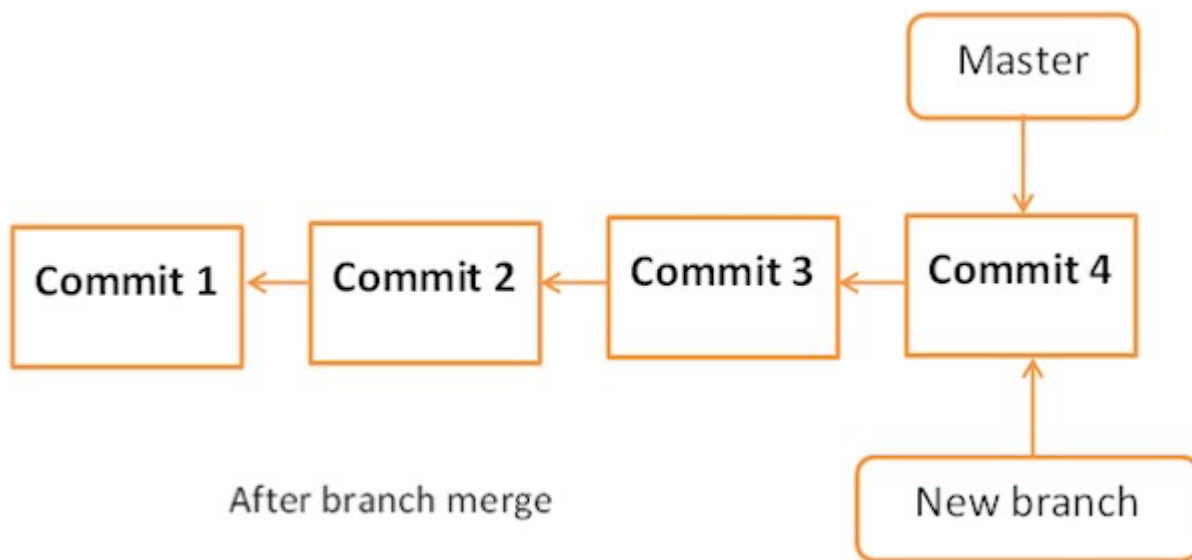 Master
Commit 1
Commit 2
Commit 3
Commit 4
After branch merge
New branch